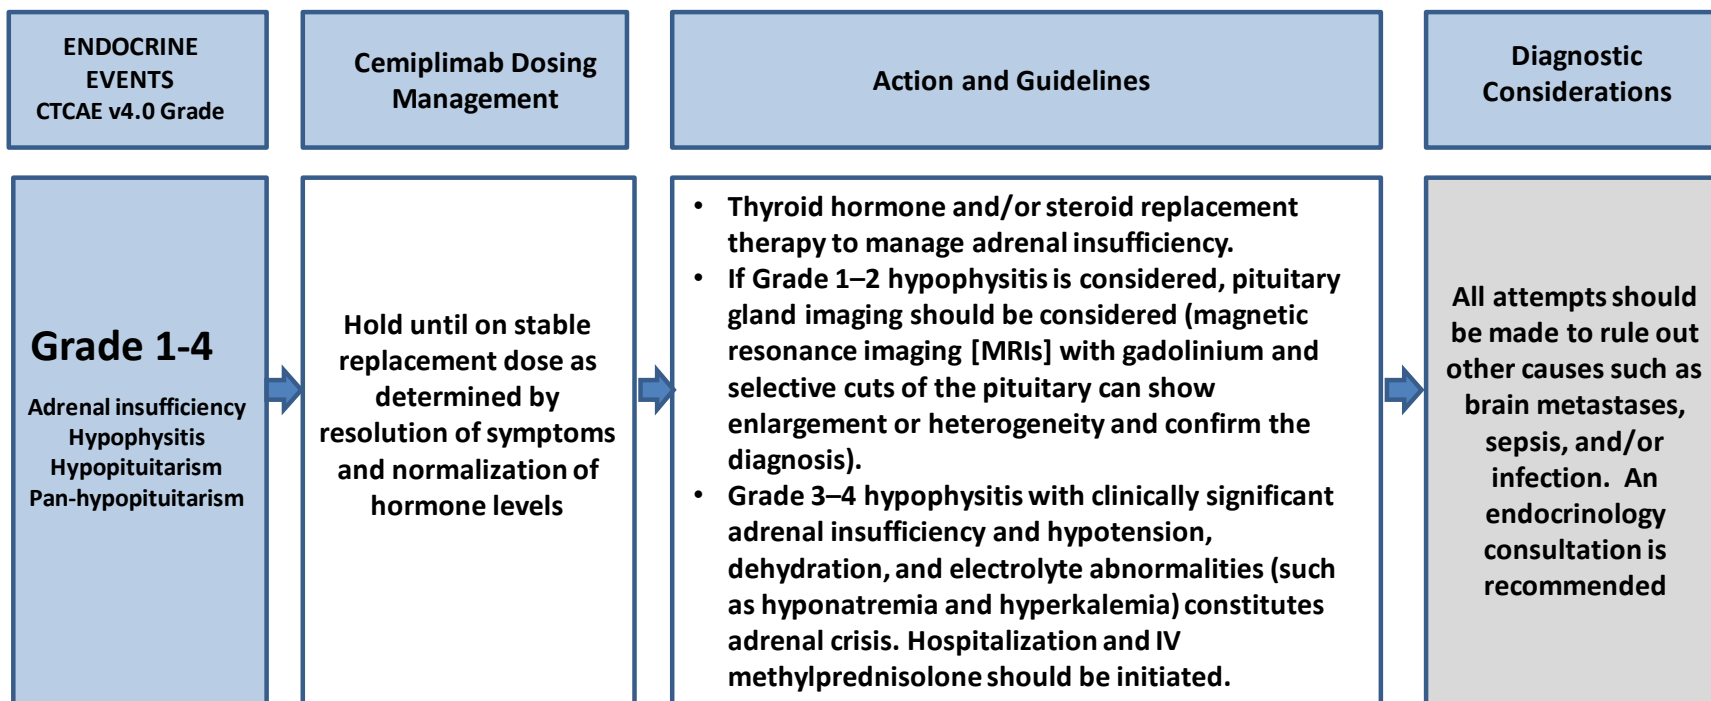 ENDOCRINE
EVENTS
CTCAE v4.0 Grade
Cemiplimab Dosing
Management
Action and Guidelines
Diagnostic
Considerations
Grade 1-4
Adrenal insufficiency
Hypophysitis
Hypopituitarism
Pan-hypopituitarism
Hold until on stable
replacement dose as
determined by
resolution of symptoms
and normalization of
hormone levels
• Thyroid hormone and/or steroid replacement
therapy to manage adrenal insufficiency.
• If Grade 1–2 hypophysitis is considered, pituitary
gland imaging should be considered (magnetic
resonance imaging [MRIs] with gadolinium and
selective cuts of the pituitary can show
enlargement or heterogeneity and confirm the
diagnosis).
• Grade 3–4 hypophysitis with clinically significant
adrenal insufficiency and hypotension,
dehydration, and electrolyte abnormalities (such
as hyponatremia and hyperkalemia) constitutes
adrenal crisis. Hospitalization and IV
methylprednisolone should be initiated.
All attempts should
be made to rule out
other causes such as
brain metastases,
sepsis, and/or
infection. An
endocrinology
consultation is
recommended